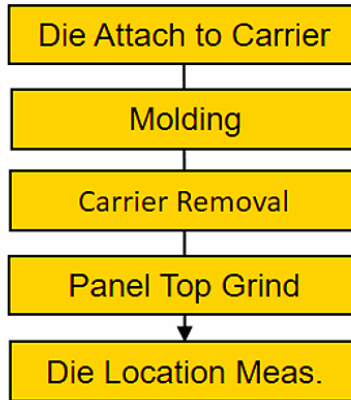 Die Attach to Carrier
Molding
Carrier Removal
Panel Top Grind
Die Location Meas.